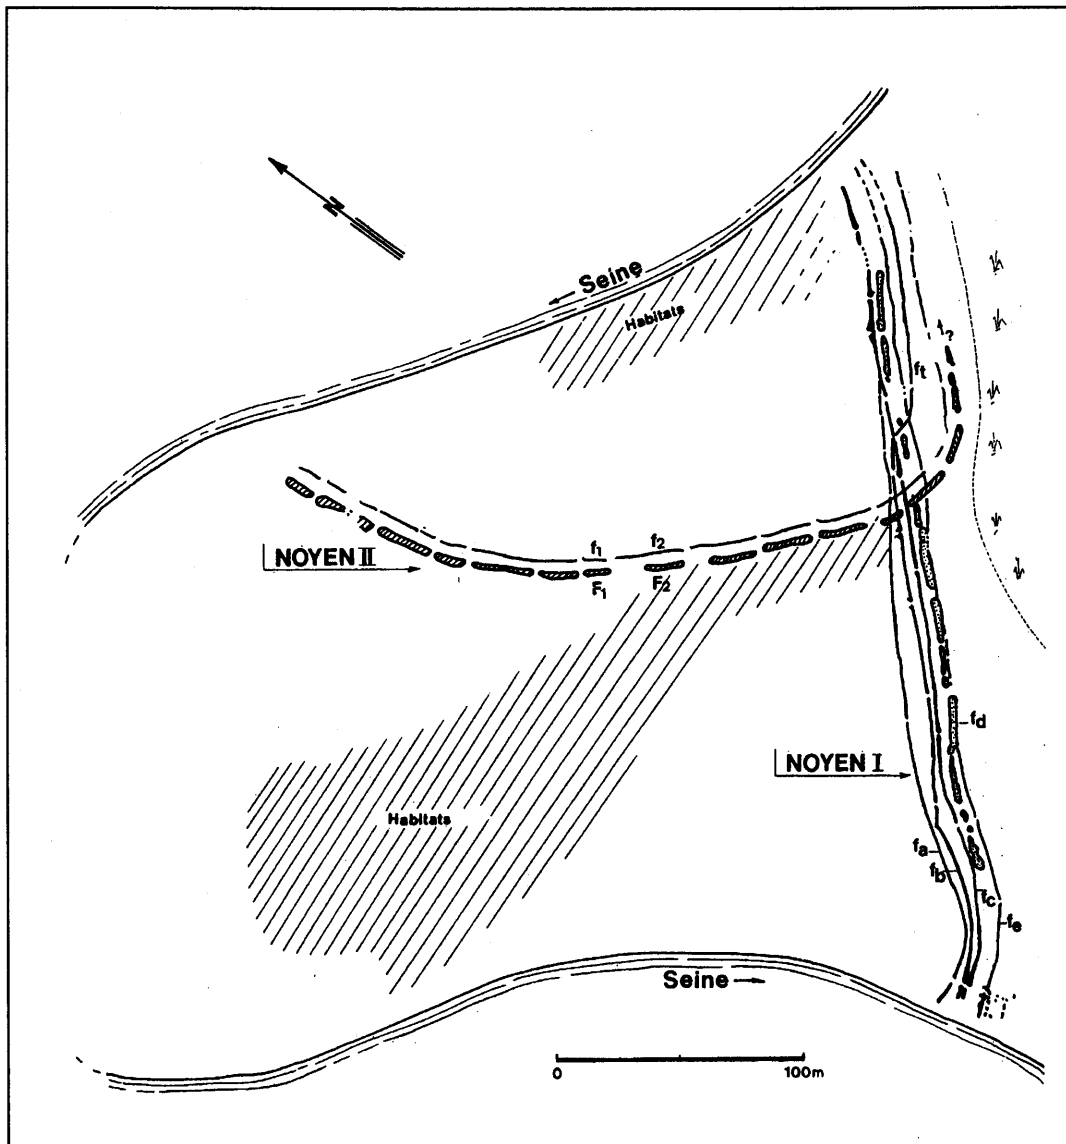 N
Seine
Habitats
?
ft
NOYEN II
f1
f2
F1
F2
fd
NOYEN I
Habitats
fa
fb
fc
fe
Seine
0
100m